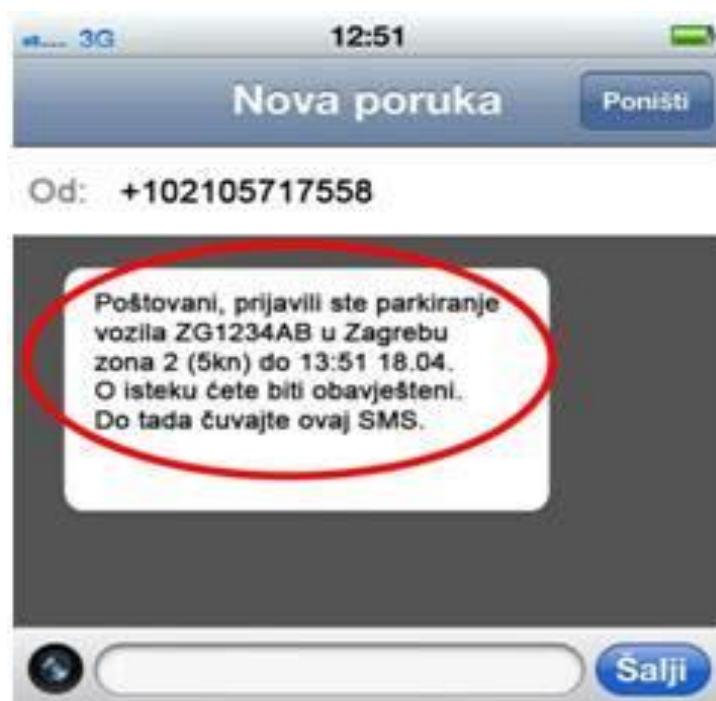 3G 12:51
Nova poruka Poništi
Od: +102105717558
Poštovani, prijavili ste parkiranje
vozila ZG1234AB u Zagrebu
zona 2 (5kn) do 13:51 18.04.
O isteku ćete biti obavješteni.
Do tada čuvajte ovaj SMS.
Šalji